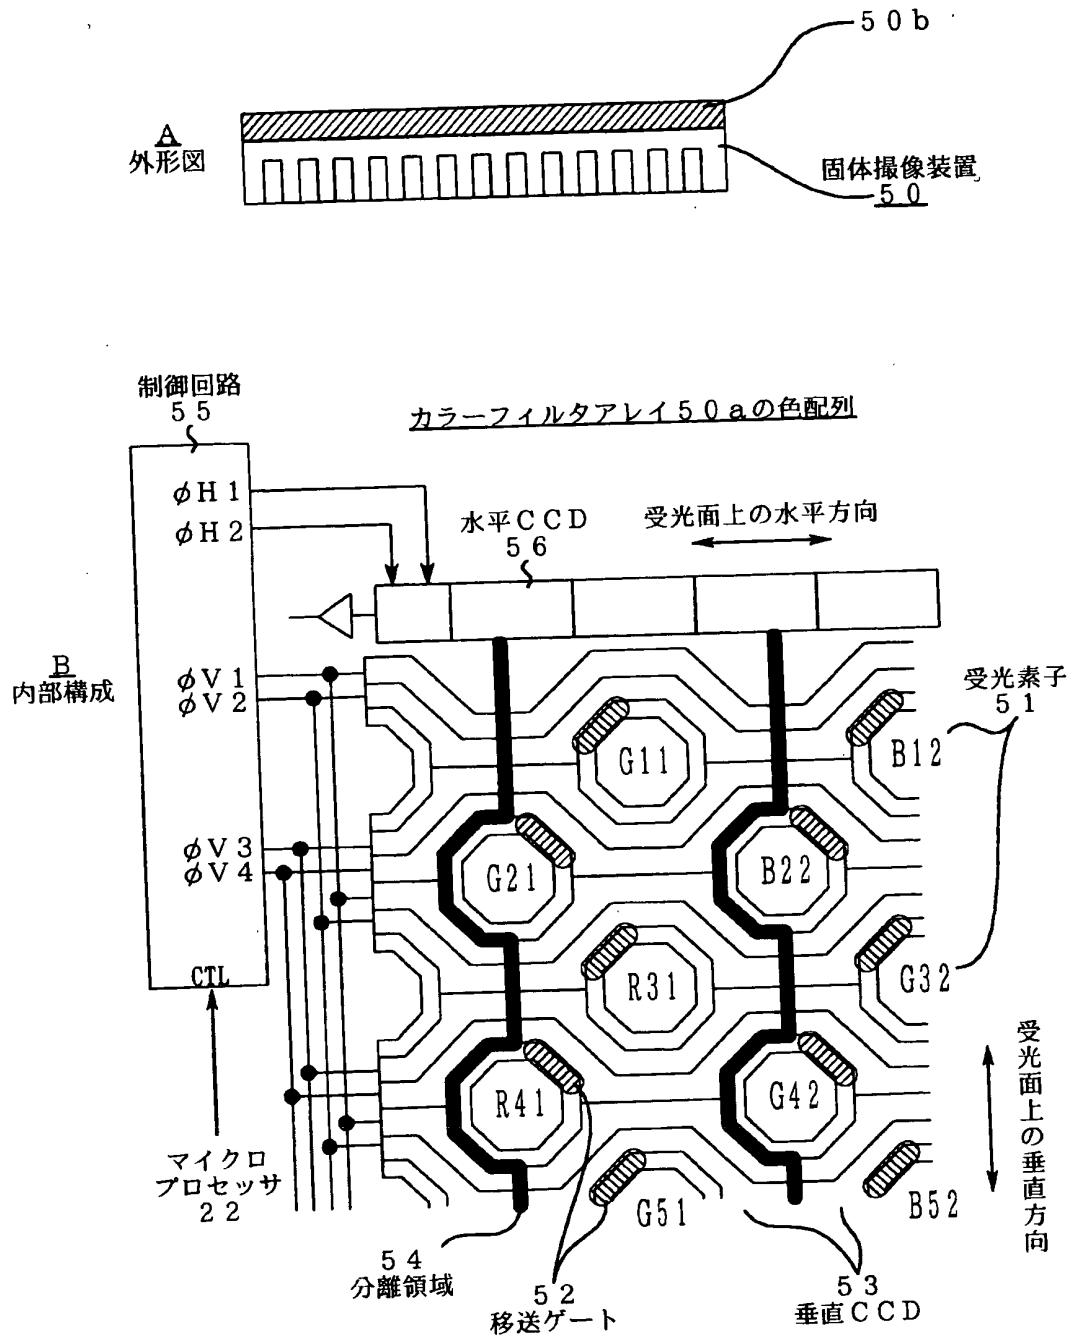 ５０ｂ
A
外形図
固体撮像装置
５０
制御回路
５５
カラーフィルタアレイ５０ａの色配列
φＨ１
φＨ２
水平ＣＣＤ
５６
受光面上の水平方向
B
内部構成
φＶ１
φＶ２
受光素子
５１
G11
B12
φＶ３
φＶ４
G21
B22
R31
G32
CTL
R41
G42
受光面上の垂直方向
マイクロ
プロセッサ
２２
G51
B52
５４
分離領域
５２
移送ゲート
５３
垂直ＣＣＤ